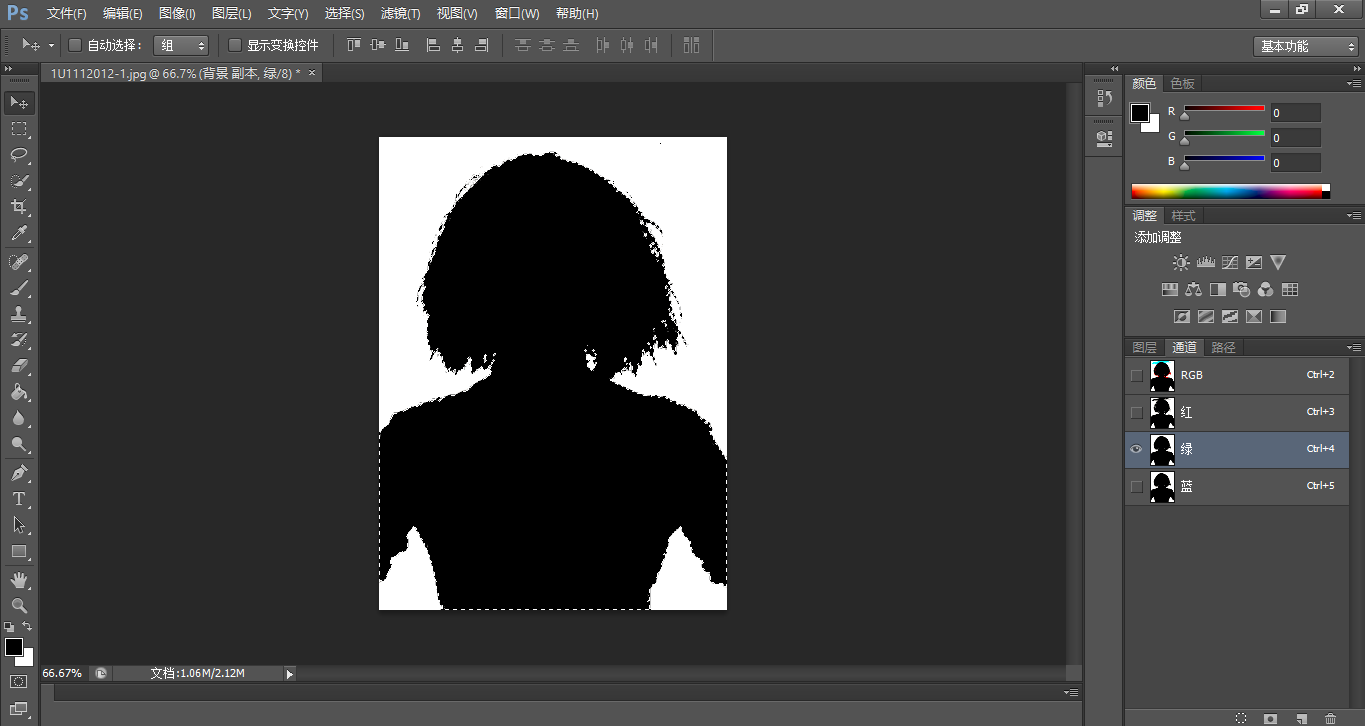 Ps 文件(F) 编辑(E) 图像(I) 图层(L) 文字(Y) 选择(S) 滤镜(T) 视图(V) 窗口(W) 帮助(H)
自动选择： 组 显示变换控件 基本功能
1U1112012-1.jpg @ 66.7% (背景 副本, 绿/8) * ×
颜色 色板
R 0
G 0
B 0
调整 样式
添加调整
图层 通道 路径
RGB Ctrl+2
红 Ctrl+3
绿 Ctrl+4
蓝 Ctrl+5
66.67% 文档:1.06M/2.12M